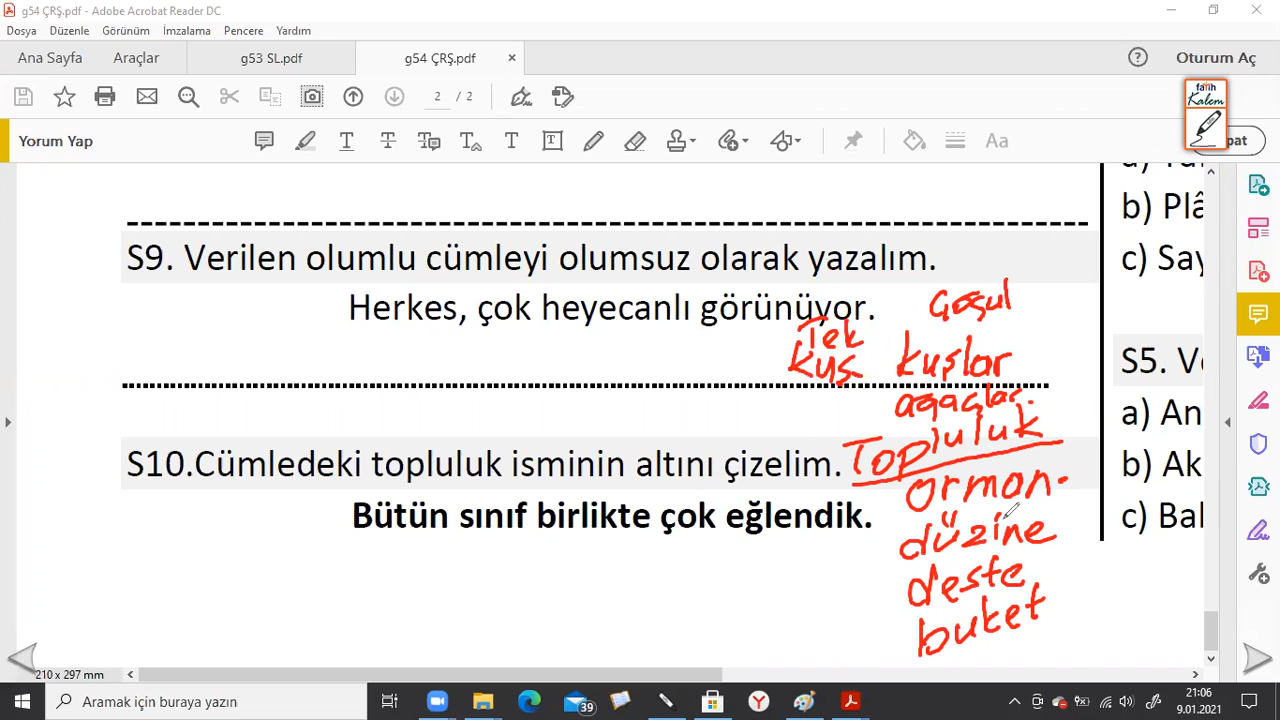 g54 ÇRŞ.pdf - Adobe Acrobat Reader DC
Dosya Düzenle Görünüm İmzalama Pencere Yardım
Ana Sayfa Araçlar g53 SL.pdf g54 ÇRŞ.pdf × ? Oturum Aç
2 / 2
fatih
Kalem
Yorum Yap
pat
b) Plâ
S9. Verilen olumlu cümleyi olumsuz olarak yazalım.
c) Say
Herkes, çok heyecanlı görünüyor.
Çoğul
Tek
Kuş
kuşlar
S5. Ve
ağaçlar.
a) An
Topluluk
S10.Cümledeki topluluk isminin altını çizelim.
b) Ak
orman.
Bütün sınıf birlikte çok eğlendik.
c) Bal
düzine
deste
buket
210 x 297 mm
Aramak için buraya yazın
39
21:06
9.01.2021